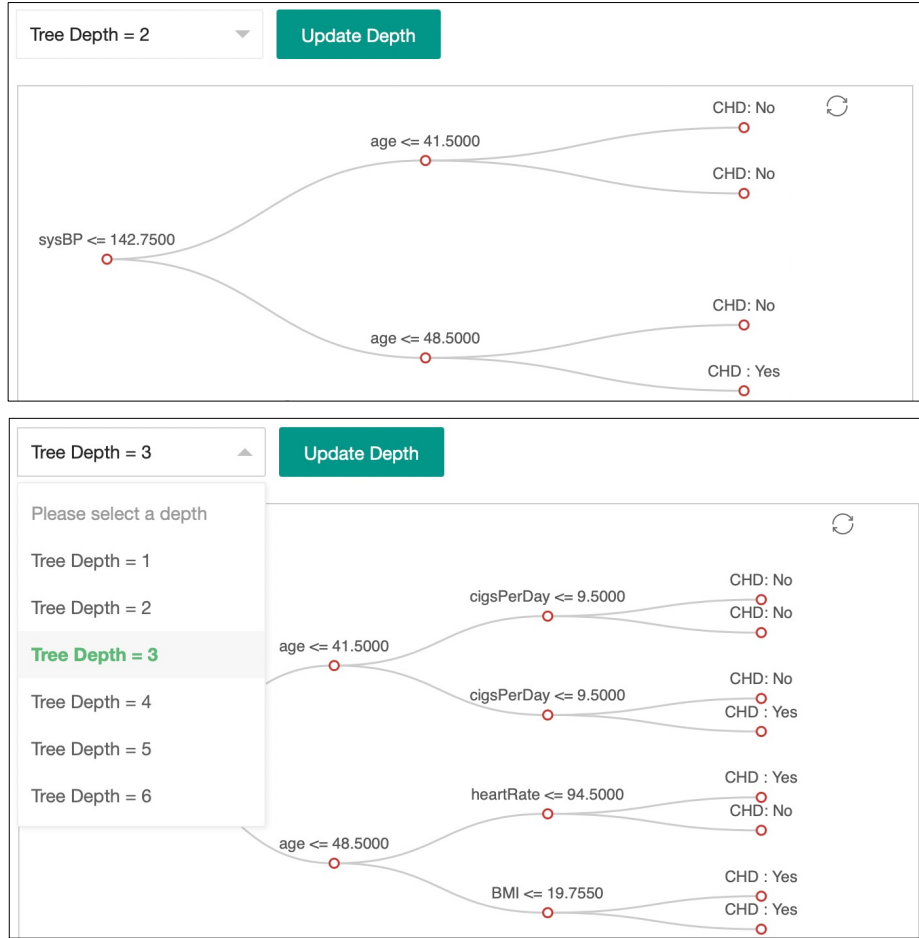 Tree Depth = 2
Update Depth
CHD: No
age <= 41.5000
CHD: No
sysBP <= 142.7500
CHD: No
age <= 48.5000
CHD : Yes
Tree Depth = 3
Update Depth
Please select a depth
Tree Depth = 1
Tree Depth = 2
Tree Depth = 3
Tree Depth = 4
Tree Depth = 5
Tree Depth = 6
CHD: No
cigsPerDay <= 9.5000
CHD: No
age <= 41.5000
CHD: No
cigsPerDay <= 9.5000
CHD : Yes
CHD : Yes
heartRate <= 94.5000
CHD: No
age <= 48.5000
CHD : Yes
BMI <= 19.7550
CHD : Yes